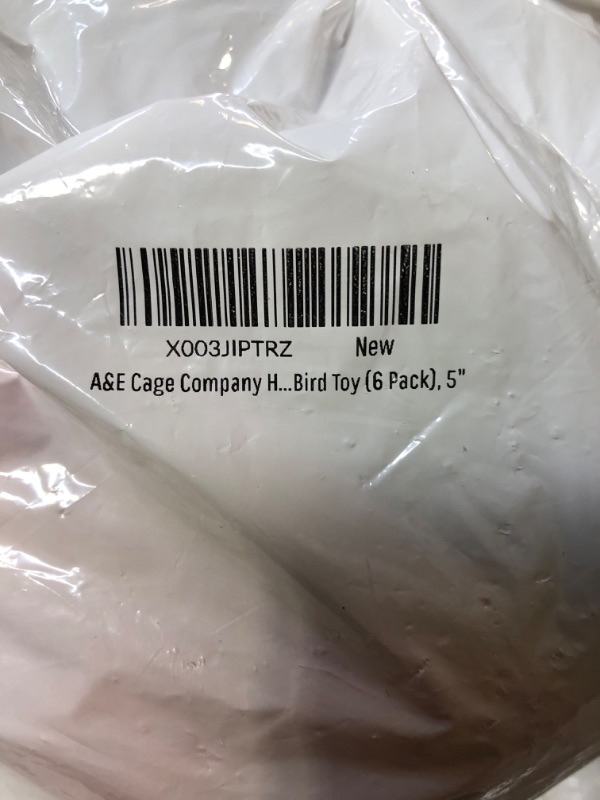 X003JIPTRZ New
A&E Cage Company H...Bird Toy (6 Pack), 5"